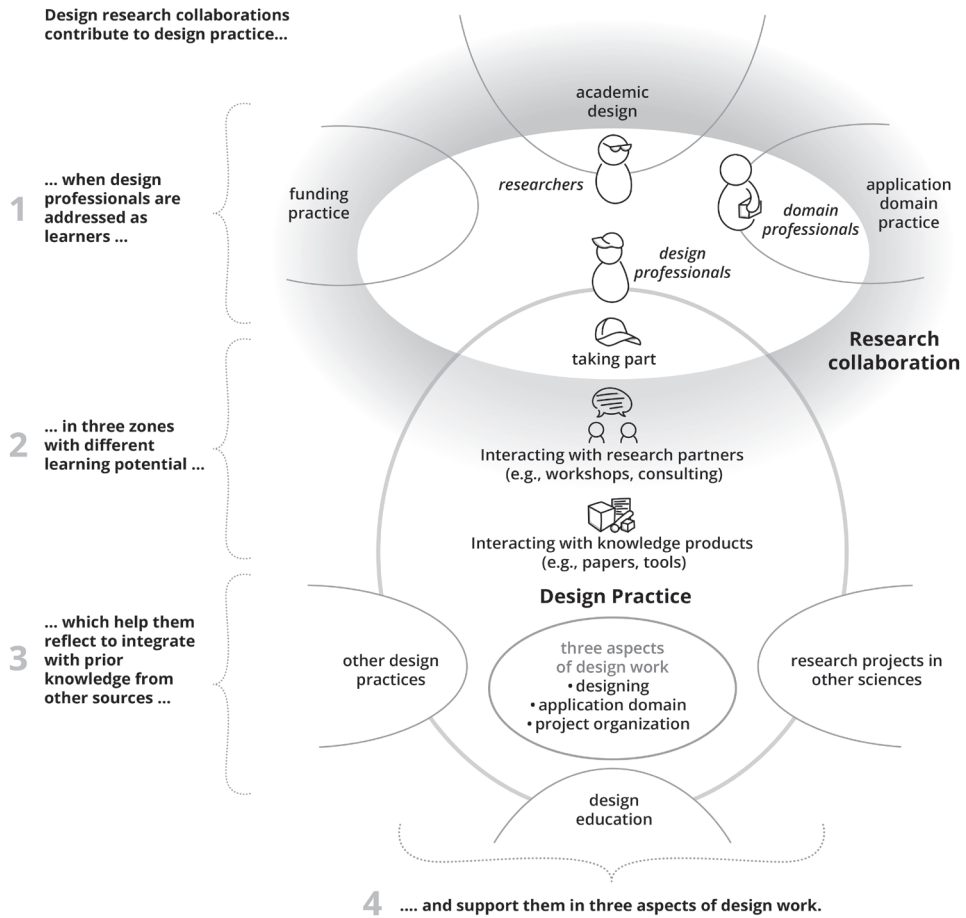 Design research collaborations
contribute to design practice...
academic
design
1
... when design
professionals are
addressed as
learners ...
funding
practice
researchers
application
domain
practice
domain
professionals
design
professionals
taking part
Research
collaboration
2
... in three zones
with different
learning potential ...
Interacting with research partners
(e.g., workshops, consulting)
Interacting with knowledge products
(e.g., papers, tools)
Design Practice
3
... which help them
reflect to integrate
with prior
knowledge from
other sources ...
other design
practices
three aspects
of design work
• designing
• application domain
• project organization
research projects in
other sciences
design
education
4
.... and support them in three aspects of design work.